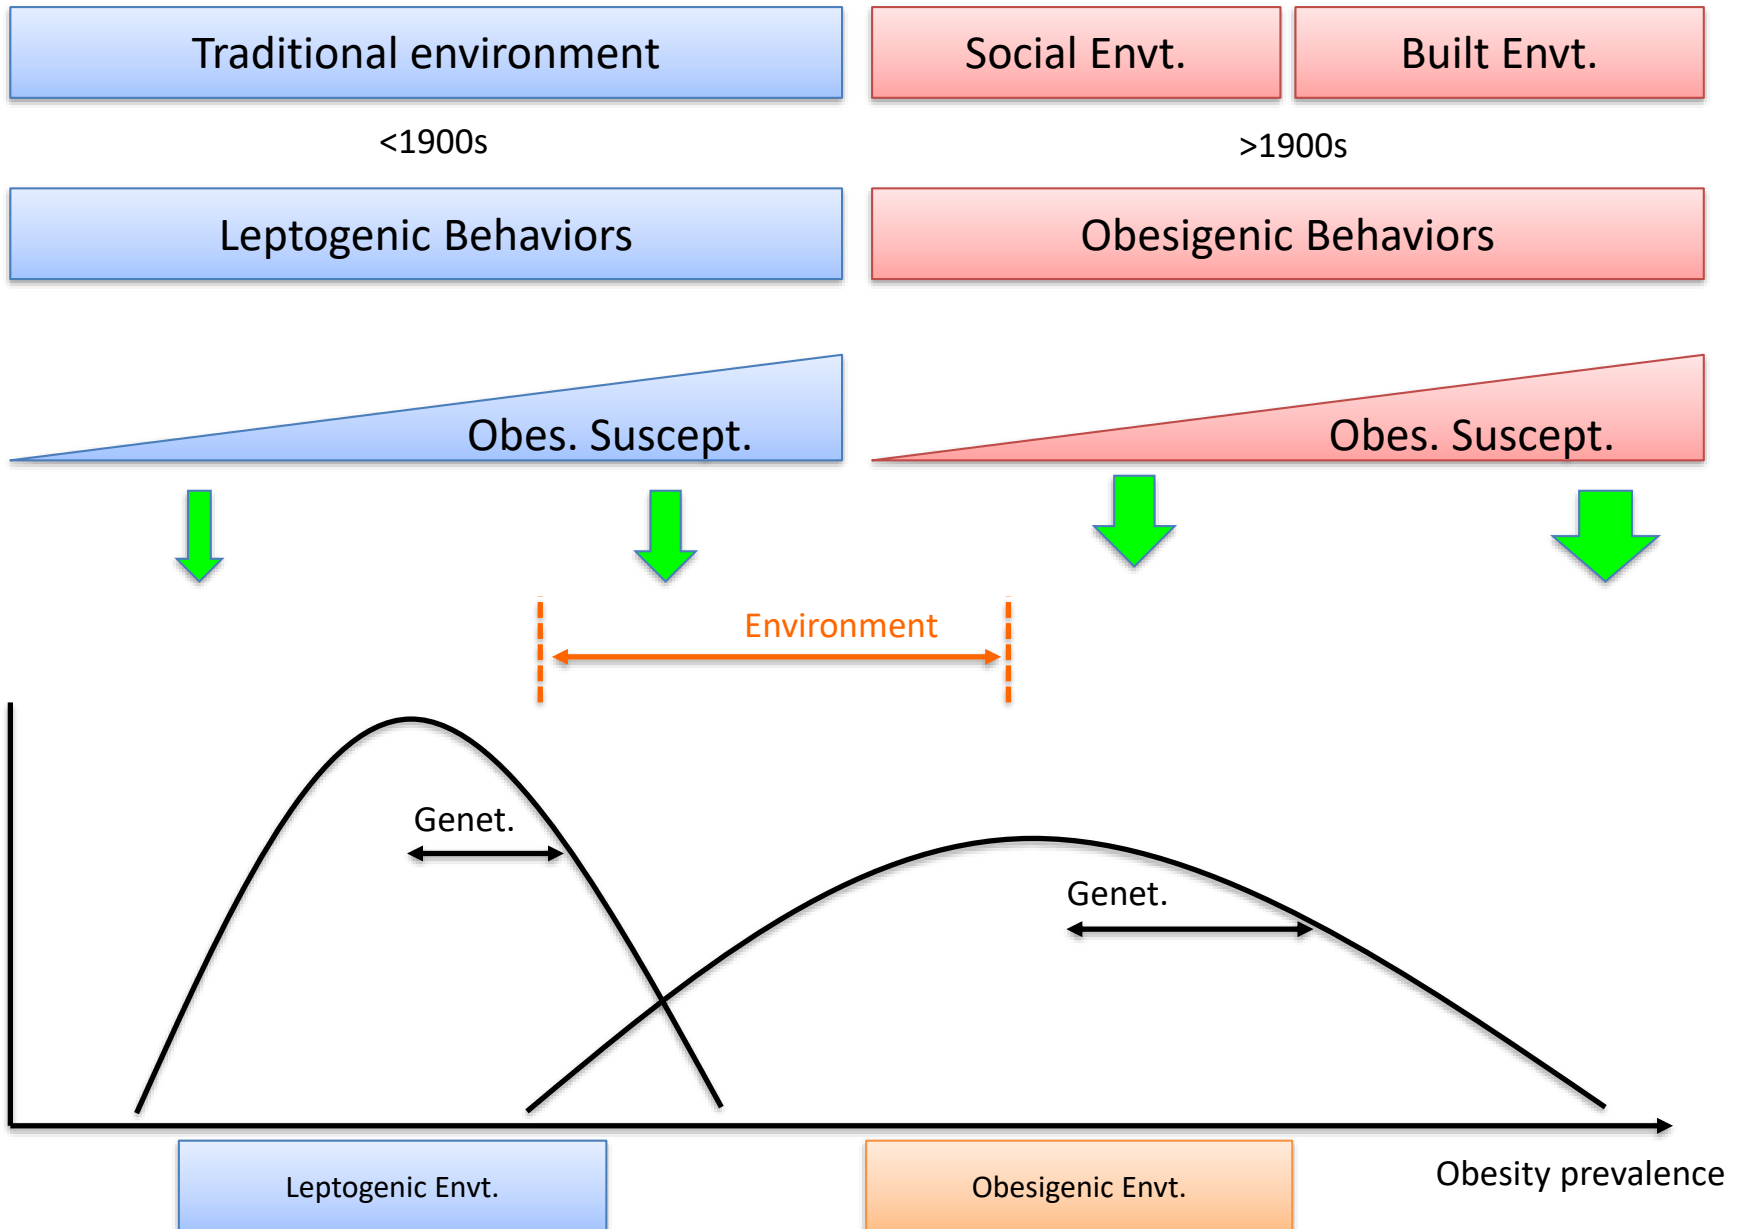 Traditional environment
Social Envt.
Built Envt.
<1900s
>1900s
Leptogenic Behaviors
Obesigenic Behaviors
Obes. Suscept.
Obes. Suscept.
Environment
Genet.
Genet.
Leptogenic Envt.
Obesigenic Envt.
Obesity prevalence